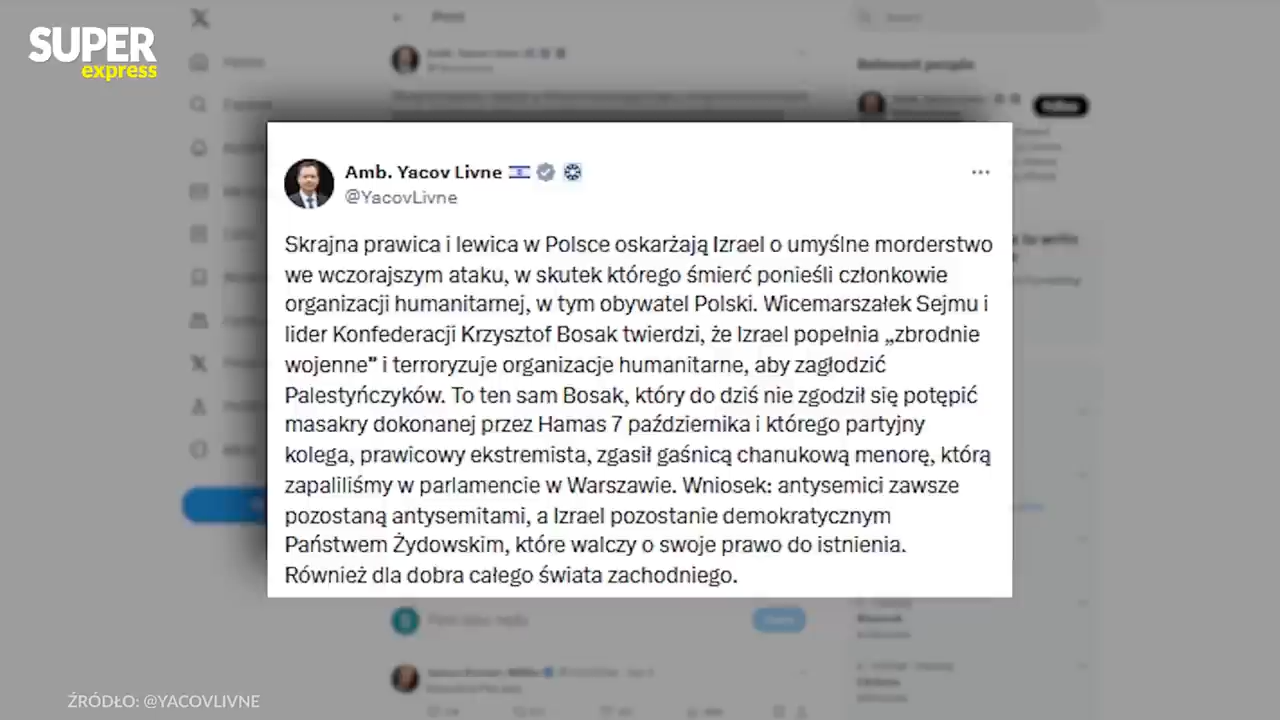 SUPER
express
Post
Search
Relevant people
Amb. Yacov Livne
@YacovLivne
Skrajna prawica i lewica w Polsce oskarżają Izrael o umyślne morderstwo
we wczorajszym ataku, w skutek którego śmierć ponieśli członkowie
organizacji humanitarnej, w tym obywatel Polski. Wicemarszałek Sejmu i
lider Konfederacji Krzysztof Bosak twierdzi, że Izrael popełnia „zbrodnie
wojenne” i terroryzuje organizacje humanitarne, aby zagłodzić
Palestyńczyków. To ten sam Bosak, który do dziś nie zgodził się potępić
masakry dokonanej przez Hamas 7 października i którego partyjny
kolega, prawicowy ekstremista, zgasił gaśnicą chanukową menorę, którą
zapaliliśmy w parlamencie w Warszawie. Wniosek: antysemici zawsze
pozostaną antysemitami, a Izrael pozostanie demokratycznym
Państwem Żydowskim, które walczy o swoje prawo do istnienia.
Również dla dobra całego świata zachodniego.
ŹRÓDŁO: @YACOVLIVNE